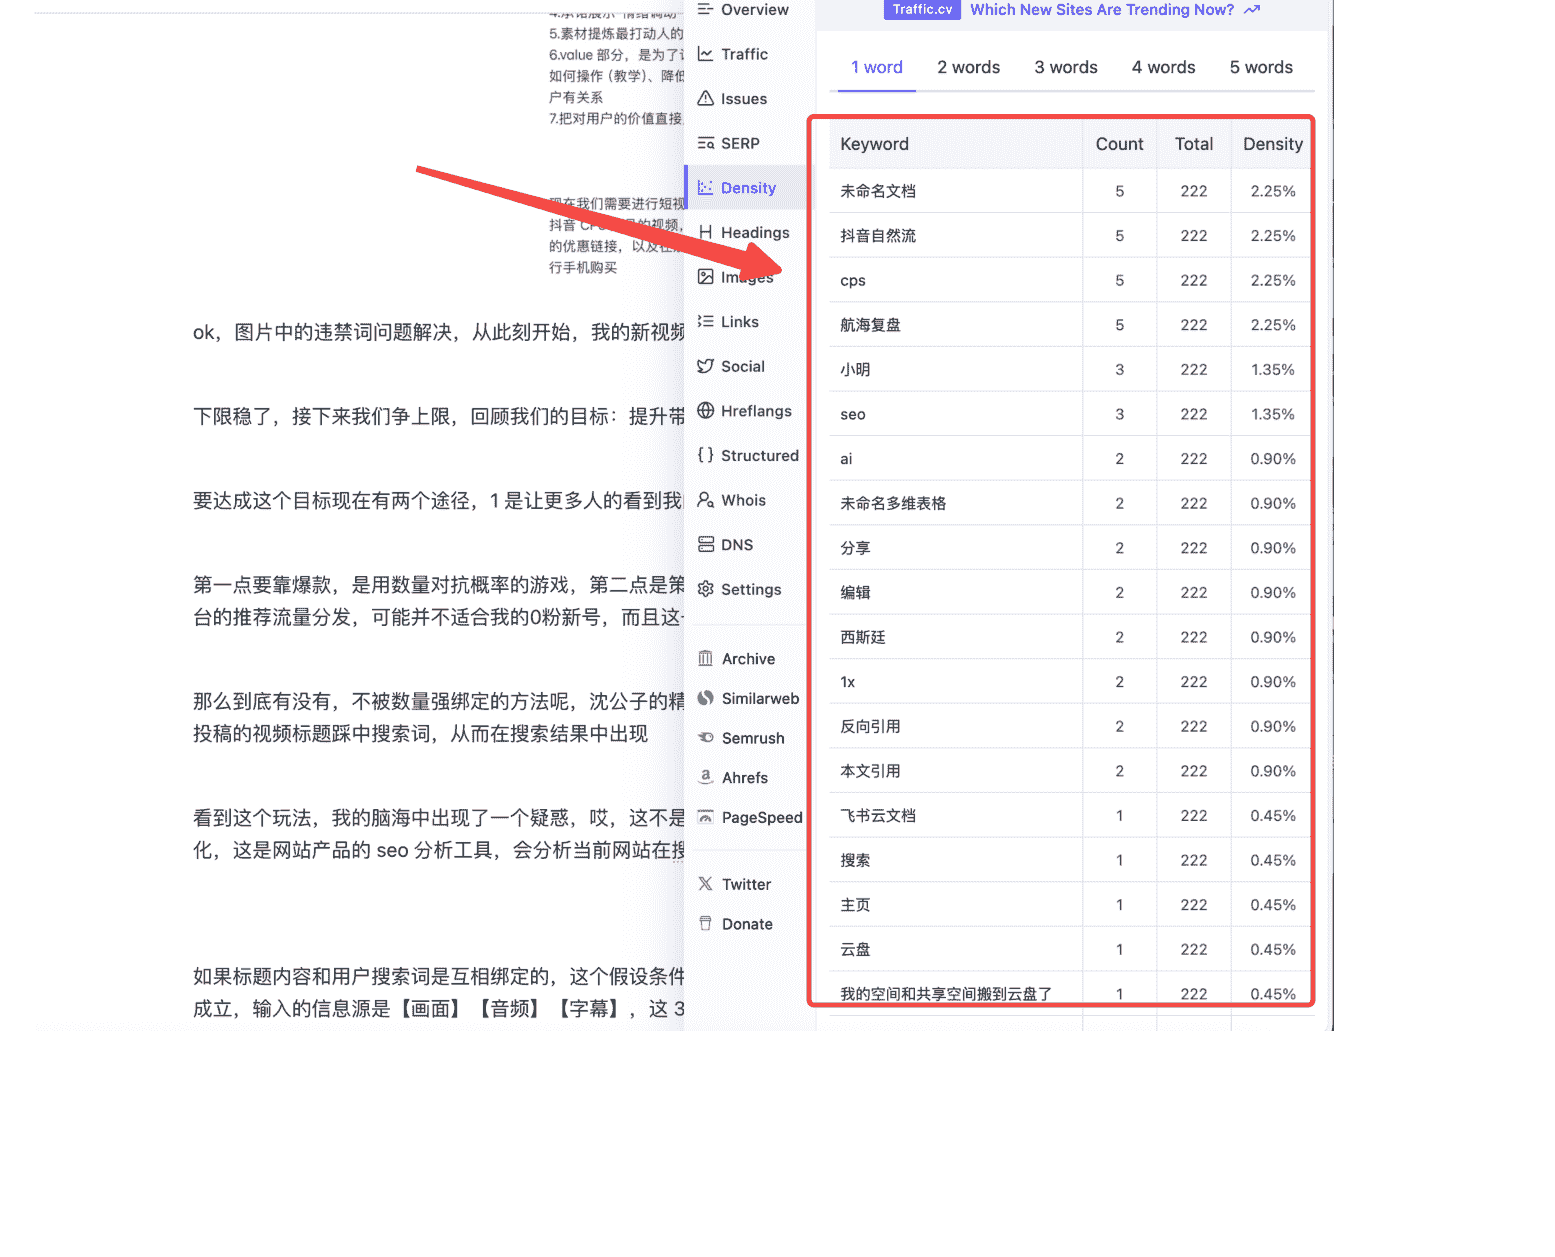 5.素材提炼最打动人的
6.value 部分，是为了
如何操作（教学）、降低
户有关系
7.把对用户的价值直接
现在我们需要进行短视
抖音 CPS
的优惠链接，以及在
行手机购买
ok，图片中的违禁词问题解决，从此刻开始，我的新视频
下限稳了，接下来我们争上限，回顾我们的目标：提升带
要达成这个目标现在有两个途径，1 是让更多人的看到我
第一点要靠爆款，是用数量对抗概率的游戏，第二点是第
台的推荐流量分发，可能并不适合我的0粉新号，而且这
那么到底有没有，不被数量强绑定的方法呢，沈公子的精
投稿的视频标题踩中搜索词，从而在搜索结果中出现
看到这个玩法，我的脑海中出现了一个疑惑，哎，这不是
化，这是网站产品的 seo 分析工具，会分析当前网站在搜
如果标题内容和用户搜索词是互相绑定的，这个假设条件
成立，输入的信息源是【画面】【音频】【字幕】，这 3
Overview
Traffic
Issues
SERP
Density
Headings
Images
Links
Social
Hreflangs
Structured
Whois
DNS
Settings
Archive
Similarweb
Semrush
Ahrefs
PageSpeed
Twitter
Donate
Traffic.cv Which New Sites Are Trending Now?
1 word 2 words 3 words 4 words 5 words
Keyword Count Total Density
未命名文档 5 222 2.25%
抖音自然流 5 222 2.25%
cps 5 222 2.25%
航海复盘 5 222 2.25%
小明 3 222 1.35%
seo 3 222 1.35%
ai 2 222 0.90%
未命名多维表格 2 222 0.90%
分享 2 222 0.90%
编辑 2 222 0.90%
西斯廷 2 222 0.90%
1x 2 222 0.90%
反向引用 2 222 0.90%
本文引用 2 222 0.90%
飞书云文档 1 222 0.45%
搜索 1 222 0.45%
主页 1 222 0.45%
云盘 1 222 0.45%
我的空间和共享空间搬到云盘了 1 222 0.45%